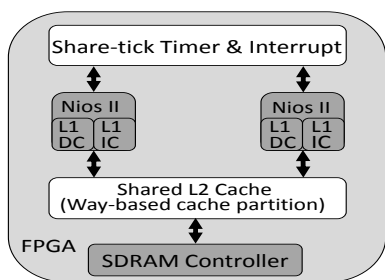 Share-tick Timer & Interrupt
Nios II
L1 DC
L1 IC
Nios II
L1 DC
L1 IC
Shared L2 Cache
(Way-based cache partition)
FPGA
SDRAM Controller